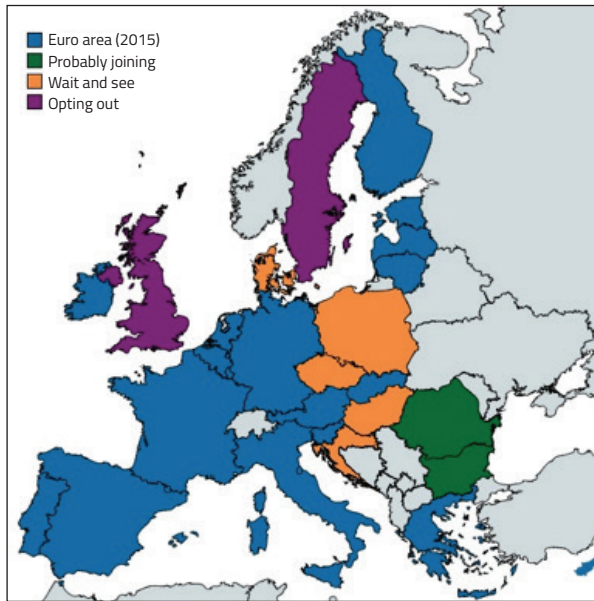 Euro area (2015)
Probably joining
Wait and see
Opting out